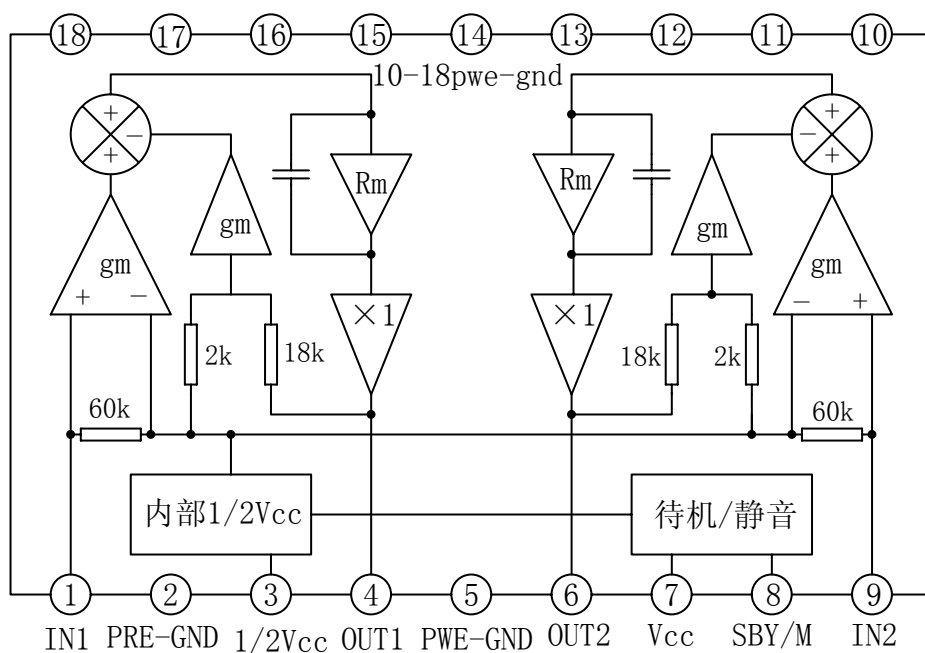 18 17 16 15 14 13 12 11 10
10-18pwe-gnd
+ − + + − +
Rm Rm
gm gm gm gm
+ − − +
×1 ×1
2k 18k 18k 2k
60k 60k
内部1/2Vcc 待机/静音
1 2 3 4 5 6 7 8 9
IN1 PRE-GND 1/2Vcc OUT1 PWE-GND OUT2 Vcc SBY/M IN2